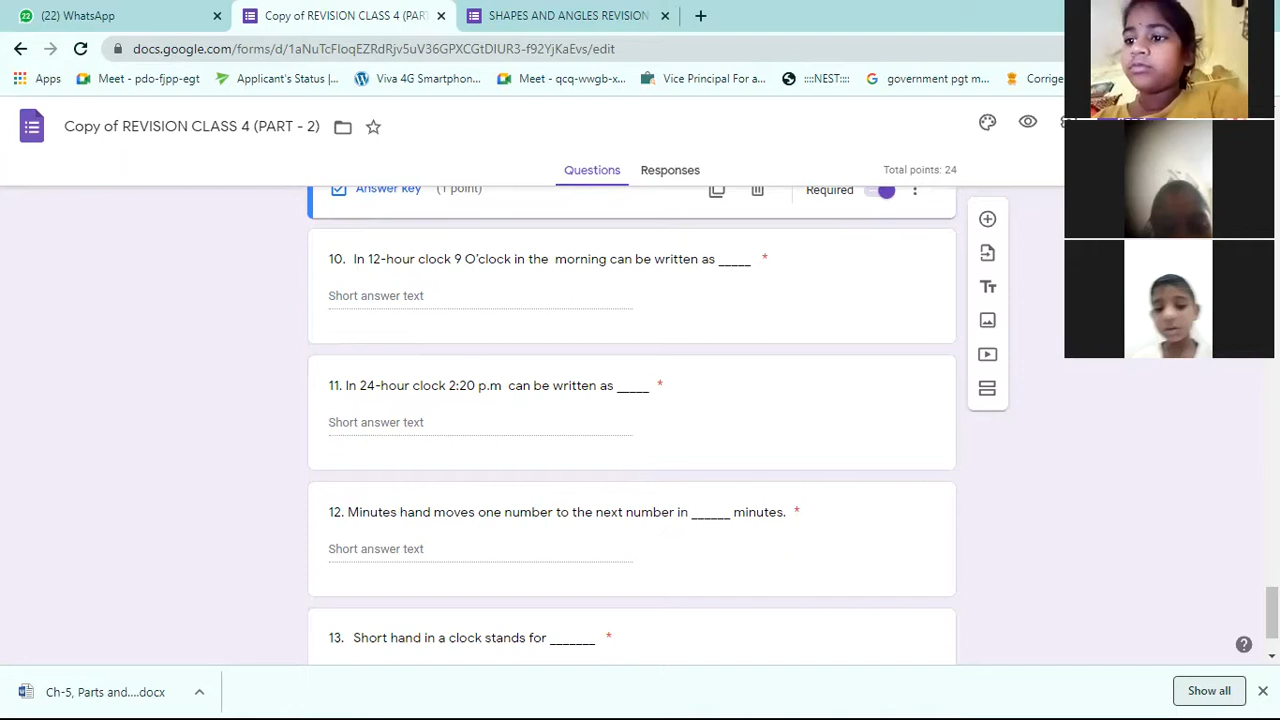 (22) WhatsApp
Copy of REVISION CLASS 4 (PART
SHAPES AND ANGLES REVISION
docs.google.com/forms/d/1aNuTcFIoqEZRdRjv5uV36GPXCGtDIUR3-f92YjKaEvs/edit
Apps
Meet - pdo-fjpp-egt
Applicant's Status |...
Viva 4G Smartphon...
Meet - qcq-wwgb-x...
Vice Principal For a...
::::NEST::::
government pgt m...
Corrige
Copy of REVISION CLASS 4 (PART - 2)
Questions
Responses
Total points: 24
Answer key
(1 point)
Required
10. In 12-hour clock 9 O'clock in the morning can be written as _____ *
Short answer text
11. In 24-hour clock 2:20 p.m can be written as _____ *
Short answer text
12. Minutes hand moves one number to the next number in ______ minutes. *
Short answer text
13. Short hand in a clock stands for _______ *
Ch-5, Parts and....docx
Show all